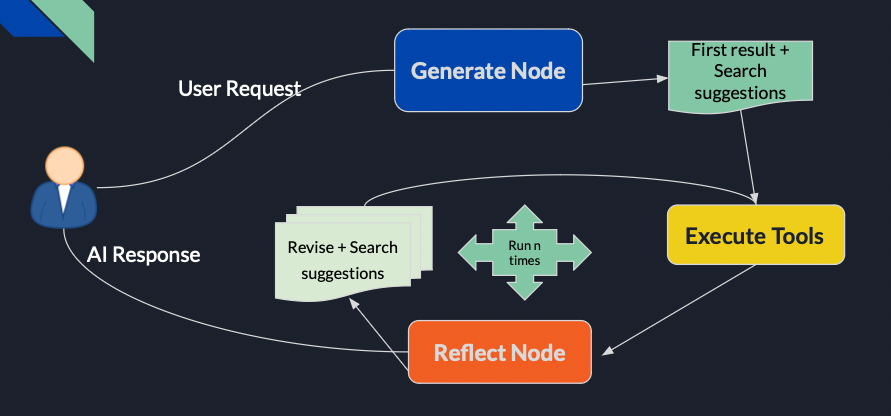 User Request
Generate Node
First result +
Search
suggestions
AI Response
Revise + Search
suggestions
Run n
times
Execute Tools
Reflect Node